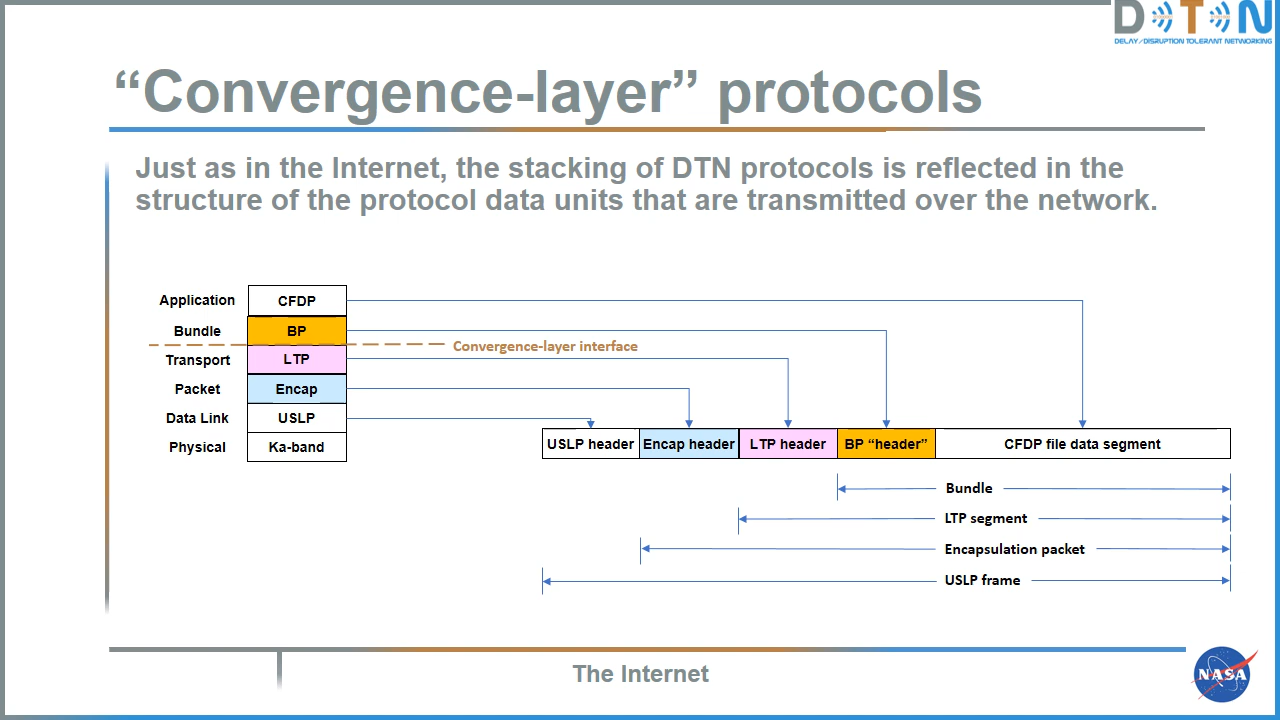 DTN
DELAY/DISRUPTION TOLERANT NETWORKING
“Convergence-layer” protocols
Just as in the Internet, the stacking of DTN protocols is reflected in the
structure of the protocol data units that are transmitted over the network.
Application CFDP
Bundle BP
Convergence-layer interface
Transport LTP
Packet Encap
Data Link USLP
Physical Ka-band
USLP header Encap header LTP header BP “header” CFDP file data segment
Bundle
LTP segment
Encapsulation packet
USLP frame
The Internet
NASA